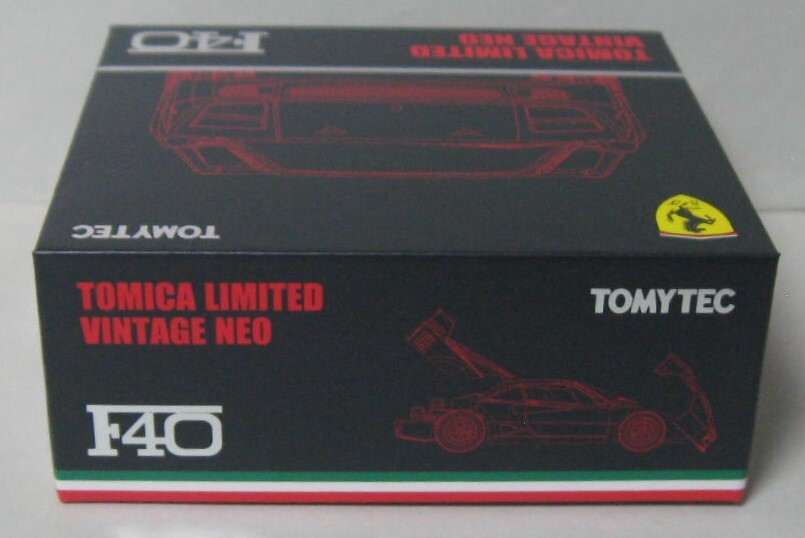 F40
TOMICA LIMITED
VINTAGE NEO
TOMYTEC
TOMICA LIMITED
VINTAGE NEO
TOMYTEC
F40